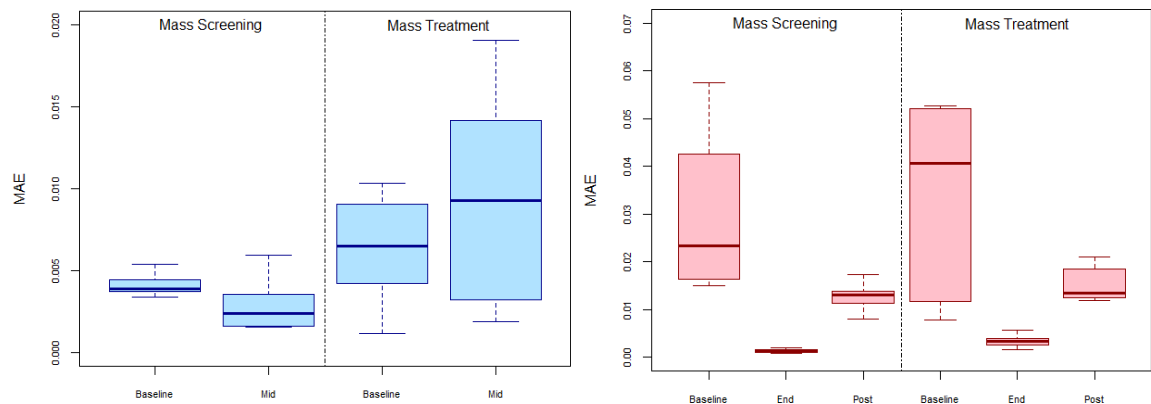 Mass Screening
Mass Treatment
MAE
0.020
0.015
0.010
0.005
0.000
Baseline
Mid
Baseline
Mid
Mass Screening
Mass Treatment
MAE
0.07
0.06
0.05
0.04
0.03
0.02
0.01
0.00
Baseline
End
Post
Baseline
End
Post